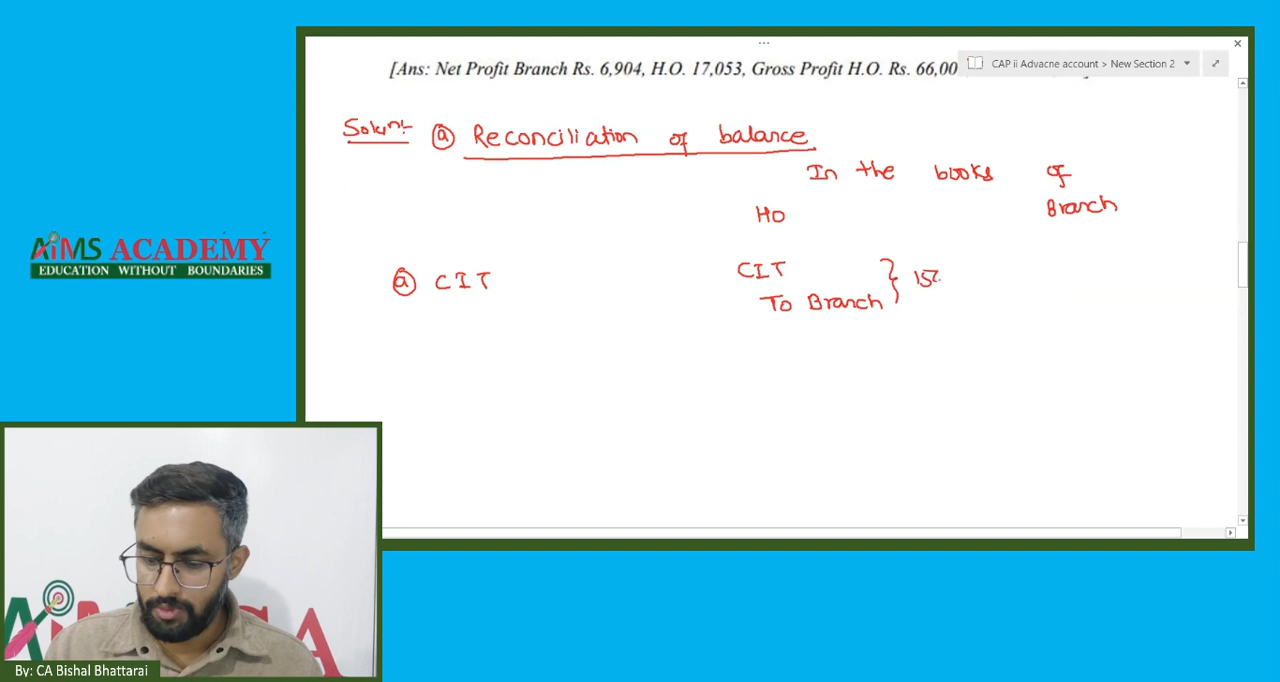 [Ans: Net Profit Branch Rs. 6,904, H.O. 17,053, Gross Profit H.O. Rs. 66,00
CAP ii Advacne account > New Section 2
Solun:-
ⓐ Reconciliation of balance
In the books of
HO Branch
ⓐ CIT CIT
To Branch
AiMS ACADEMY
EDUCATION WITHOUT BOUNDARIES
By: CA Bishal Bhattarai